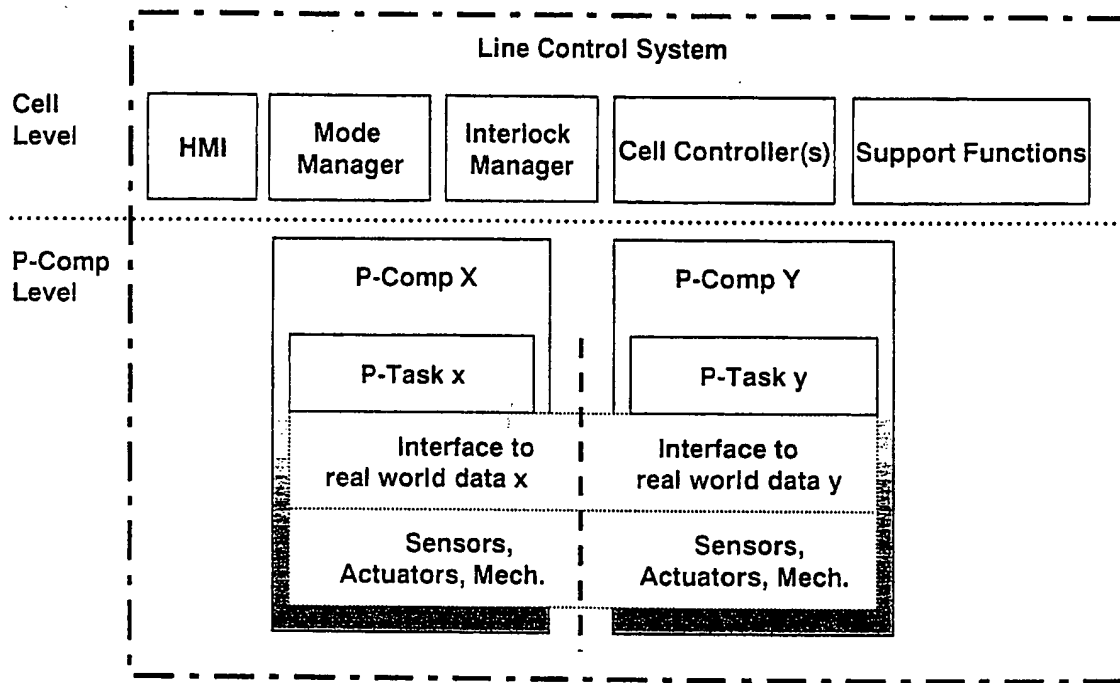 Line Control System
Cell
Level
HMI
Mode
Manager
Interlock
Manager
Cell Controller(s)
Support Functions
P-Comp
Level
P-Comp X
P-Comp Y
P-Task x
P-Task y
Interface to
real world data x
Interface to
real world data y
Sensors,
Actuators, Mech.
Sensors,
Actuators, Mech.